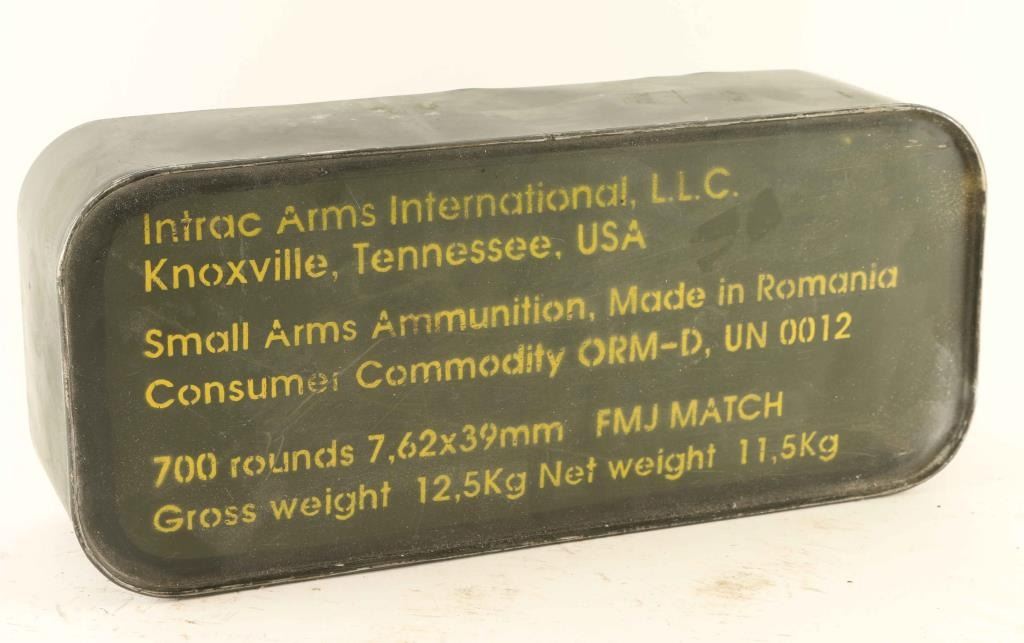 Intrac Arms International, L.L.C.
Knoxville, Tennessee, USA
Small Arms Ammunition, Made in Romania
Consumer Commodity ORM-D, UN 0012
700 rounds 7,62x39mm FMJ MATCH
Gross weight 12,5Kg Net weight 11,5Kg